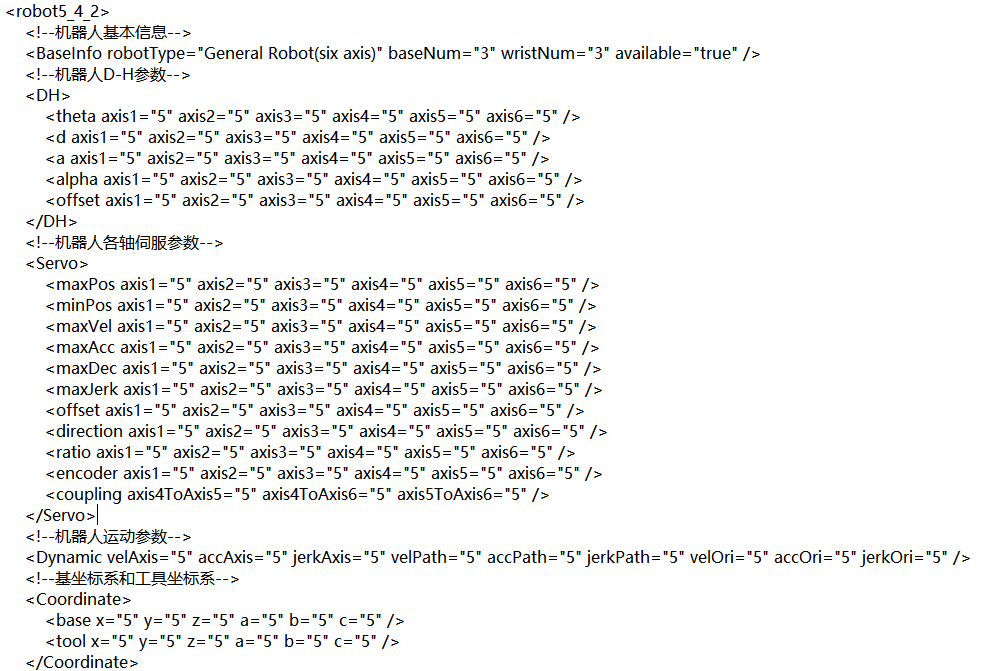 <robot5_4_2>
<!--机器人基本信息-->
<BaseInfo robotType="General Robot(six axis)" baseNum="3" wristNum="3" available="true" />
<!--机器人D-H参数-->
<DH>
<theta axis1="5" axis2="5" axis3="5" axis4="5" axis5="5" axis6="5" />
<d axis1="5" axis2="5" axis3="5" axis4="5" axis5="5" axis6="5" />
<a axis1="5" axis2="5" axis3="5" axis4="5" axis5="5" axis6="5" />
<alpha axis1="5" axis2="5" axis3="5" axis4="5" axis5="5" axis6="5" />
<offset axis1="5" axis2="5" axis3="5" axis4="5" axis5="5" axis6="5" />
</DH>
<!--机器人各轴伺服参数-->
<Servo>
<maxPos axis1="5" axis2="5" axis3="5" axis4="5" axis5="5" axis6="5" />
<minPos axis1="5" axis2="5" axis3="5" axis4="5" axis5="5" axis6="5" />
<maxVel axis1="5" axis2="5" axis3="5" axis4="5" axis5="5" axis6="5" />
<maxAcc axis1="5" axis2="5" axis3="5" axis4="5" axis5="5" axis6="5" />
<maxDec axis1="5" axis2="5" axis3="5" axis4="5" axis5="5" axis6="5" />
<maxJerk axis1="5" axis2="5" axis3="5" axis4="5" axis5="5" axis6="5" />
<offset axis1="5" axis2="5" axis3="5" axis4="5" axis5="5" axis6="5" />
<direction axis1="5" axis2="5" axis3="5" axis4="5" axis5="5" axis6="5" />
<ratio axis1="5" axis2="5" axis3="5" axis4="5" axis5="5" axis6="5" />
<encoder axis1="5" axis2="5" axis3="5" axis4="5" axis5="5" axis6="5" />
<coupling axis4ToAxis5="5" axis4ToAxis6="5" axis5ToAxis6="5" />
</Servo>
<!--机器人运动参数-->
<Dynamic velAxis="5" accAxis="5" jerkAxis="5" velPath="5" accPath="5" jerkPath="5" velOri="5" accOri="5" jerkOri="5" />
<!--基坐标系和工具坐标系-->
<Coordinate>
<base x="5" y="5" z="5" a="5" b="5" c="5" />
<tool x="5" y="5" z="5" a="5" b="5" c="5" />
</Coordinate>